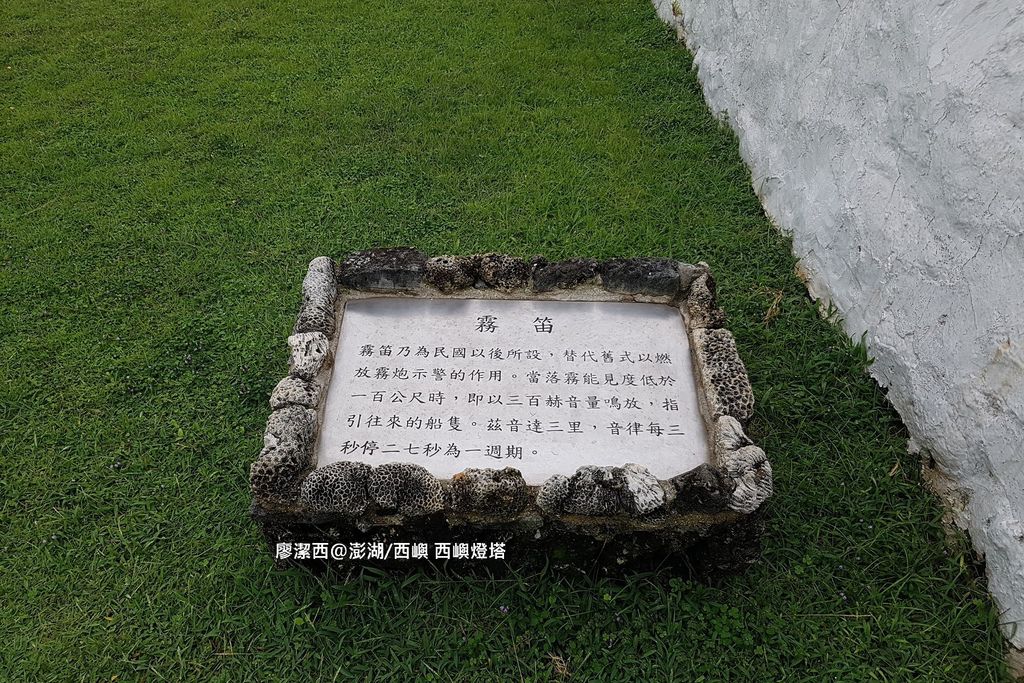 霧笛
霧笛乃為民國以後所設，替代舊式以燃
放霧炮示警的作用。當落霧能見度低於
一百公尺時，即以三百赫音量鳴放，指
引往來的船隻。茲音達三里，音律每三
秒停二七秒為一週期。
廖潔西@澎湖/西嶼 西嶼燈塔